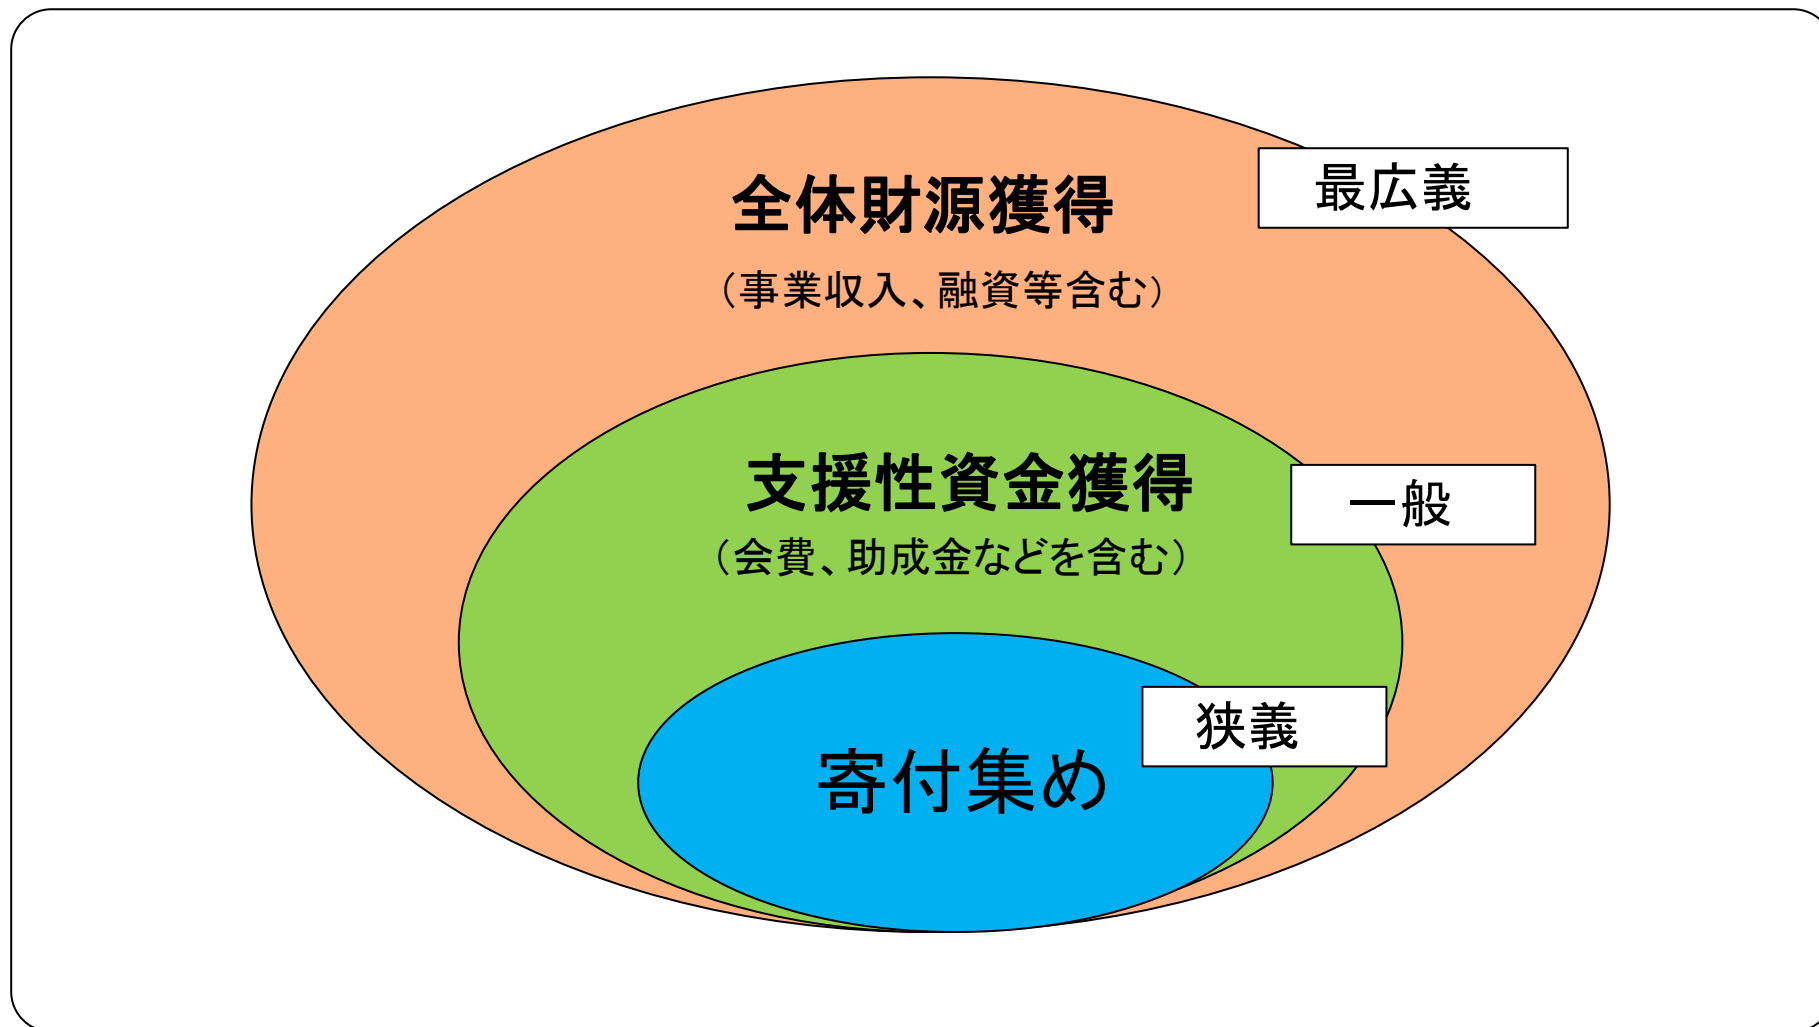 最広義
全体財源獲得
（事業収入、融資等含む）
支援性資金獲得
一般
（会費、助成金などを含む）
狭義
寄付集め